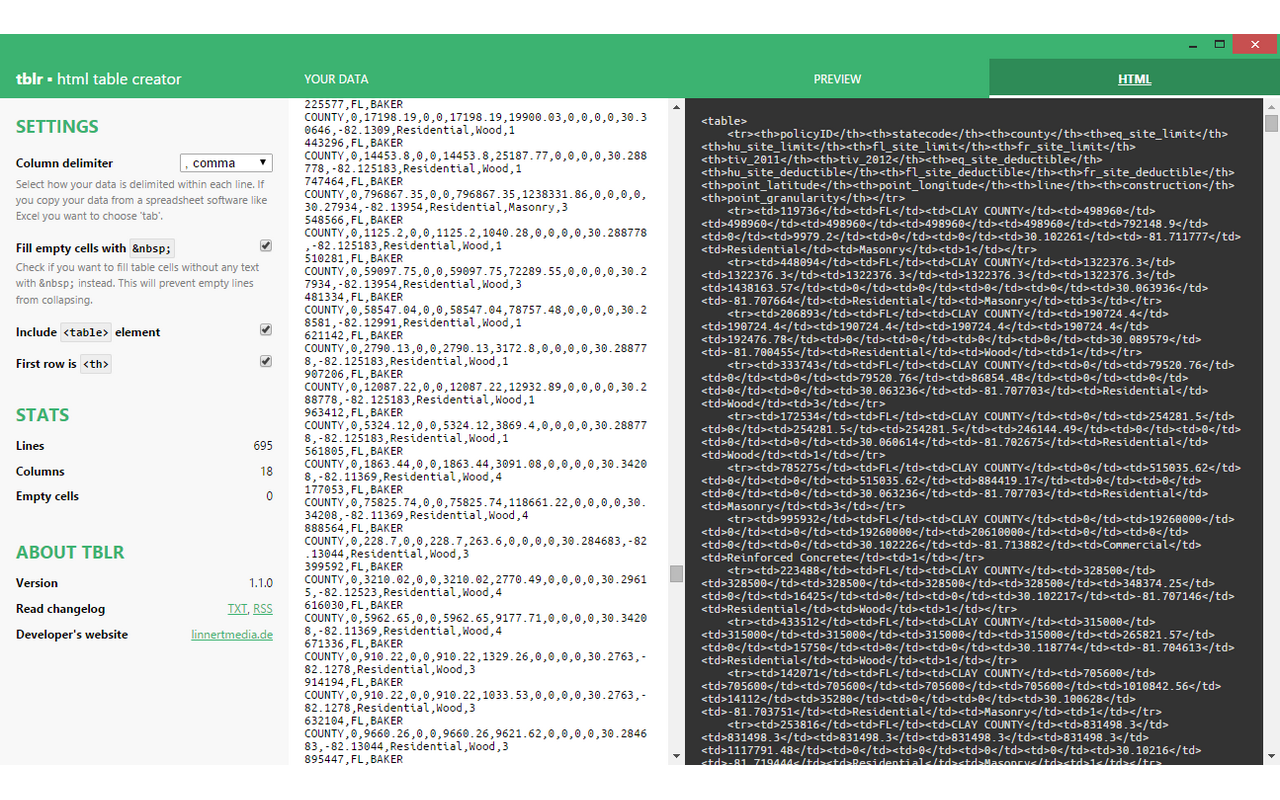 tblr ▪ html table creator
YOUR DATA
PREVIEW
HTML
SETTINGS
Column delimiter
, comma
Select how your data is delimited within each line. If
you copy your data from a spreadsheet software like
Excel you want to choose 'tab'.
Fill empty cells with &nbsp;
Check if you want to fill table cells without any text
with &nbsp; instead. This will prevent empty lines
from collapsing.
Include <table> element
First row is <th>
STATS
Lines 695
Columns 18
Empty cells 0
ABOUT TBLR
Version 1.1.0
Read changelog TXT, RSS
Developer's website linnertmedia.de
225577,FL,BAKER
COUNTY,0,17198.19,0,0,17198.19,19900.03,0,0,0,0,30.3
0646,-82.1309,Residential,Wood,1
443296,FL,BAKER
COUNTY,0,14453.8,0,0,14453.8,25187.77,0,0,0,0,30.288
778,-82.125183,Residential,Wood,1
747464,FL,BAKER
COUNTY,0,796867.35,0,0,796867.35,1238331.86,0,0,0,0,
30.27934,-82.13954,Residential,Masonry,3
548566,FL,BAKER
COUNTY,0,1125.2,0,0,1125.2,1040.28,0,0,0,0,30.288778
,-82.125183,Residential,Wood,1
510281,FL,BAKER
COUNTY,0,59097.75,0,0,59097.75,72289.55,0,0,0,0,30.2
7934,-82.13954,Residential,Wood,3
481334,FL,BAKER
COUNTY,0,58547.04,0,0,58547.04,78757.48,0,0,0,0,30.2
8581,-82.12991,Residential,Wood,1
621142,FL,BAKER
COUNTY,0,2790.13,0,0,2790.13,3172.8,0,0,0,0,30.28877
8,-82.125183,Residential,Wood,1
907206,FL,BAKER
COUNTY,0,12087.22,0,0,12087.22,12932.89,0,0,0,0,30.2
88778,-82.125183,Residential,Wood,1
963412,FL,BAKER
COUNTY,0,5324.12,0,0,5324.12,3869.4,0,0,0,0,30.28877
8,-82.125183,Residential,Wood,1
561805,FL,BAKER
COUNTY,0,1863.44,0,0,1863.44,3091.08,0,0,0,0,30.3420
8,-82.11369,Residential,Wood,4
177053,FL,BAKER
COUNTY,0,75825.74,0,0,75825.74,118661.22,0,0,0,0,30.
34208,-82.11369,Residential,Wood,4
888564,FL,BAKER
COUNTY,0,228.7,0,0,228.7,263.6,0,0,0,0,30.284683,-82
.13044,Residential,Wood,3
399592,FL,BAKER
COUNTY,0,3210.02,0,0,3210.02,2770.49,0,0,0,0,30.2961
5,-82.12523,Residential,Wood,4
616030,FL,BAKER
COUNTY,0,5962.65,0,0,5962.65,9177.71,0,0,0,0,30.3420
8,-82.11369,Residential,Wood,4
671336,FL,BAKER
COUNTY,0,910.22,0,0,910.22,1329.26,0,0,0,0,30.2763,-
82.1278,Residential,Wood,3
914194,FL,BAKER
COUNTY,0,910.22,0,0,910.22,1033.53,0,0,0,0,30.2763,-
82.1278,Residential,Wood,3
632104,FL,BAKER
COUNTY,0,9660.26,0,0,9660.26,9621.62,0,0,0,0,30.2846
83,-82.13044,Residential,Wood,3
895447,FL,BAKER
<table>
<tr><th>policyID</th><th>statecode</th><th>county</th><th>eq_site_limit</th>
<th>hu_site_limit</th><th>fl_site_limit</th><th>fr_site_limit</th>
<th>tiv_2011</th><th>tiv_2012</th><th>eq_site_deductible</th>
<th>hu_site_deductible</th><th>fl_site_deductible</th><th>fr_site_deductible</th>
<th>point_latitude</th><th>point_longitude</th><th>line</th><th>construction</th>
<th>point_granularity</th></tr>
<tr><td>119736</td><td>FL</td><td>CLAY COUNTY</td><td>498960</td>
<td>498960</td><td>498960</td><td>498960</td><td>498960</td><td>792148.9</td>
<td>0</td><td>9979.2</td><td>0</td><td>0</td><td>30.102261</td><td>-81.711777</td>
<td>Residential</td><td>Masonry</td><td>1</td></tr>
<tr><td>448094</td><td>FL</td><td>CLAY COUNTY</td><td>1322376.3</td>
<td>1322376.3</td><td>1322376.3</td><td>1322376.3</td><td>1322376.3</td>
<td>1438163.57</td><td>0</td><td>0</td><td>0</td><td>0</td><td>30.063936</td>
<td>-81.707664</td><td>Residential</td><td>Masonry</td><td>3</td></tr>
<tr><td>206893</td><td>FL</td><td>CLAY COUNTY</td><td>190724.4</td>
<td>190724.4</td><td>190724.4</td><td>190724.4</td><td>190724.4</td>
<td>192476.78</td><td>0</td><td>0</td><td>0</td><td>0</td><td>30.089579</td>
<td>-81.700455</td><td>Residential</td><td>Wood</td><td>1</td></tr>
<tr><td>333743</td><td>FL</td><td>CLAY COUNTY</td><td>0</td><td>79520.76</td>
<td>0</td><td>0</td><td>79520.76</td><td>86854.48</td><td>0</td><td>0</td>
<td>0</td><td>0</td><td>30.063236</td><td>-81.707703</td><td>Residential</td>
<td>Wood</td><td>3</td></tr>
<tr><td>172534</td><td>FL</td><td>CLAY COUNTY</td><td>0</td><td>254281.5</td>
<td>0</td><td>254281.5</td><td>254281.5</td><td>246144.49</td><td>0</td><td>0</td>
<td>0</td><td>0</td><td>30.060614</td><td>-81.702675</td><td>Residential</td>
<td>Wood</td><td>1</td></tr>
<tr><td>785275</td><td>FL</td><td>CLAY COUNTY</td><td>0</td><td>515035.62</td>
<td>0</td><td>0</td><td>515035.62</td><td>884419.17</td><td>0</td><td>0</td>
<td>0</td><td>0</td><td>30.063236</td><td>-81.707703</td><td>Residential</td>
<td>Masonry</td><td>3</td></tr>
<tr><td>995932</td><td>FL</td><td>CLAY COUNTY</td><td>0</td><td>19260000</td>
<td>0</td><td>0</td><td>19260000</td><td>20610000</td><td>0</td><td>0</td>
<td>0</td><td>0</td><td>30.102226</td><td>-81.713882</td><td>Commercial</td>
<td>Reinforced Concrete</td><td>1</td></tr>
<tr><td>223488</td><td>FL</td><td>CLAY COUNTY</td><td>328500</td>
<td>328500</td><td>328500</td><td>328500</td><td>328500</td><td>348374.25</td>
<td>0</td><td>16425</td><td>0</td><td>0</td><td>30.102217</td><td>-81.707146</td>
<td>Residential</td><td>Wood</td><td>1</td></tr>
<tr><td>433512</td><td>FL</td><td>CLAY COUNTY</td><td>315000</td>
<td>315000</td><td>315000</td><td>315000</td><td>315000</td><td>265821.57</td>
<td>0</td><td>15750</td><td>0</td><td>0</td><td>30.118774</td><td>-81.704613</td>
<td>Residential</td><td>Wood</td><td>1</td></tr>
<tr><td>142071</td><td>FL</td><td>CLAY COUNTY</td><td>705600</td>
<td>705600</td><td>705600</td><td>705600</td><td>705600</td><td>1010842.56</td>
<td>14112</td><td>35280</td><td>0</td><td>0</td><td>30.100628</td>
<td>-81.703751</td><td>Residential</td><td>Masonry</td><td>1</td></tr>
<tr><td>253816</td><td>FL</td><td>CLAY COUNTY</td><td>831498.3</td>
<td>831498.3</td><td>831498.3</td><td>831498.3</td><td>831498.3</td>
<td>1117791.48</td><td>0</td><td>0</td><td>0</td><td>0</td><td>30.10216</td>
<td>-81.719444</td><td>Residential</td><td>Masonry</td><td>1</td></tr>